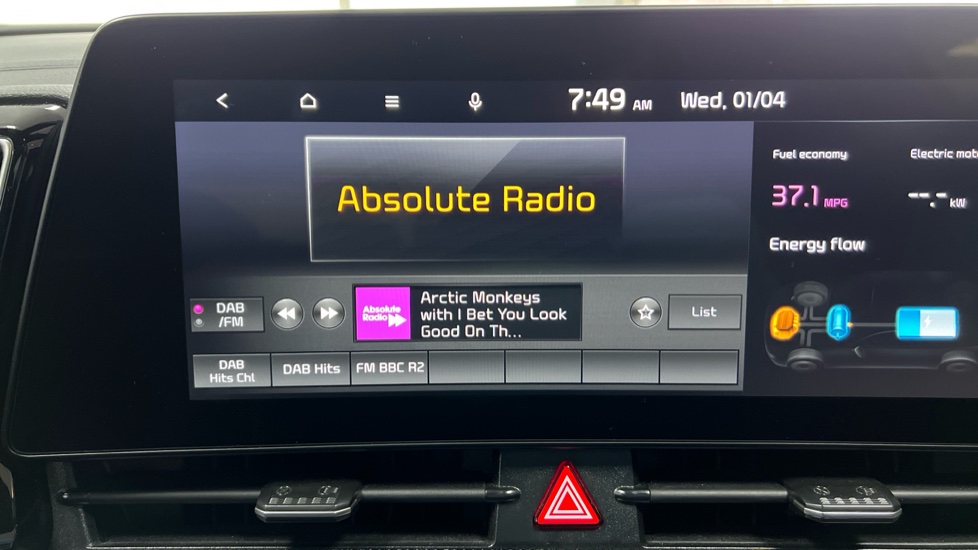 7:49 AM Wed, 01/04
Absolute Radio
DAB
/FM
Absolute
Radio
Arctic Monkeys
with I Bet You Look
Good On Th...
List
DAB
Hits Chl
DAB Hits
FM BBC R2
Fuel economy
37.1 MPG
Electric mot
--.- kW
Energy flow